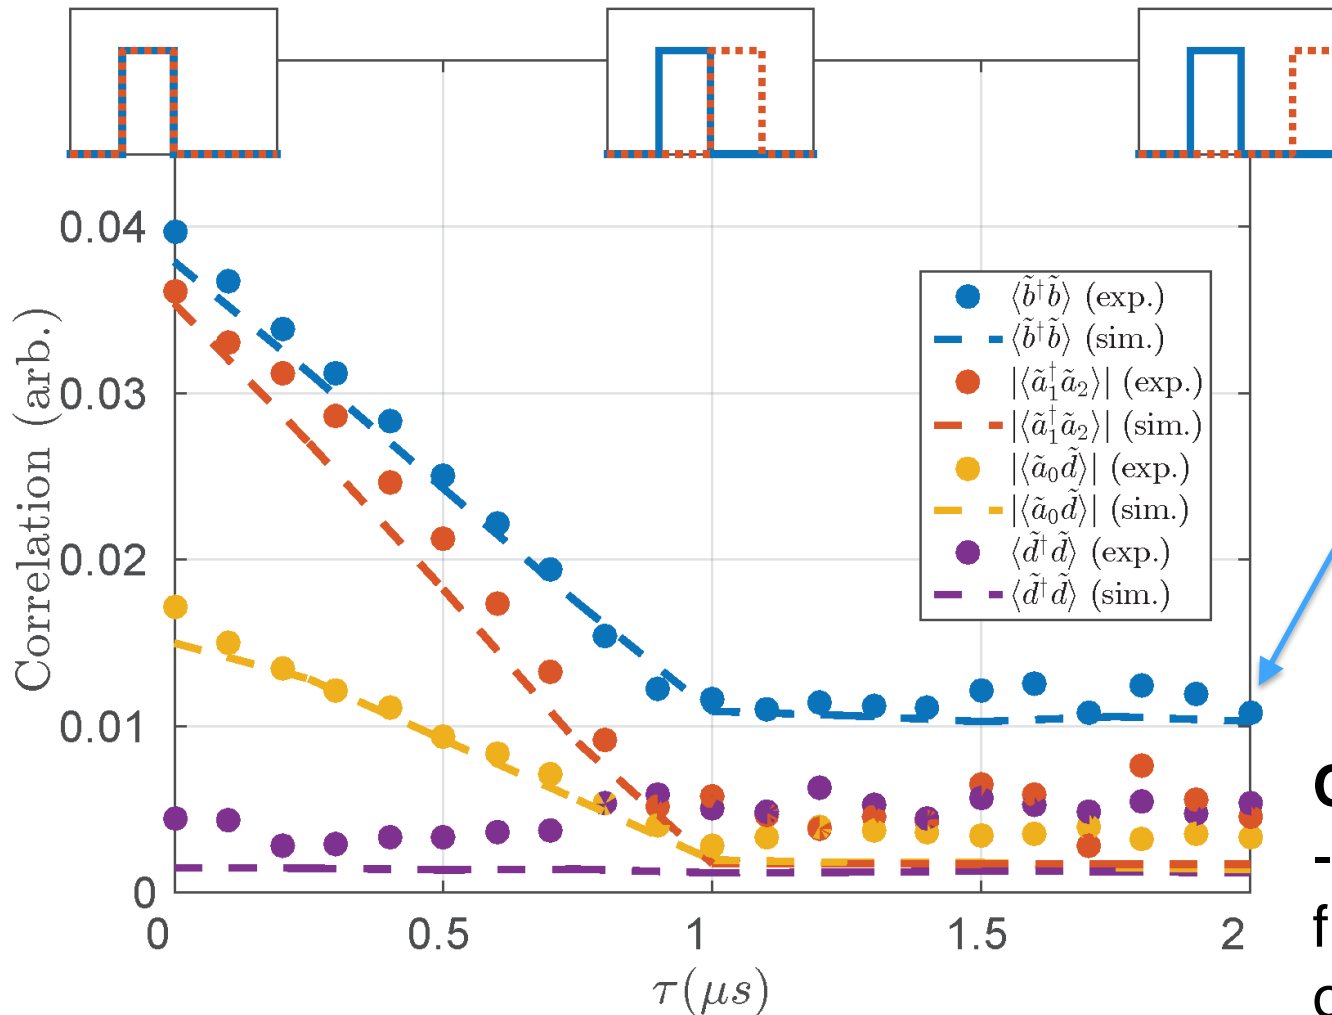 Correlation (arb.)
0.04
0.03
0.02
0.01
0
0 0.5 1 1.5 2
τ(μs)
⟨b̃†b̃⟩ (exp.)
⟨b̃†b̃⟩ (sim.)
|⟨ã₁†ã₂⟩| (exp.)
|⟨ã₁†ã₂⟩| (sim.)
|⟨ã₀d̃⟩| (exp.)
|⟨ã₀d̃⟩| (sim.)
⟨d̃†d̃⟩ (exp.)
⟨d̃†d̃⟩ (sim.)